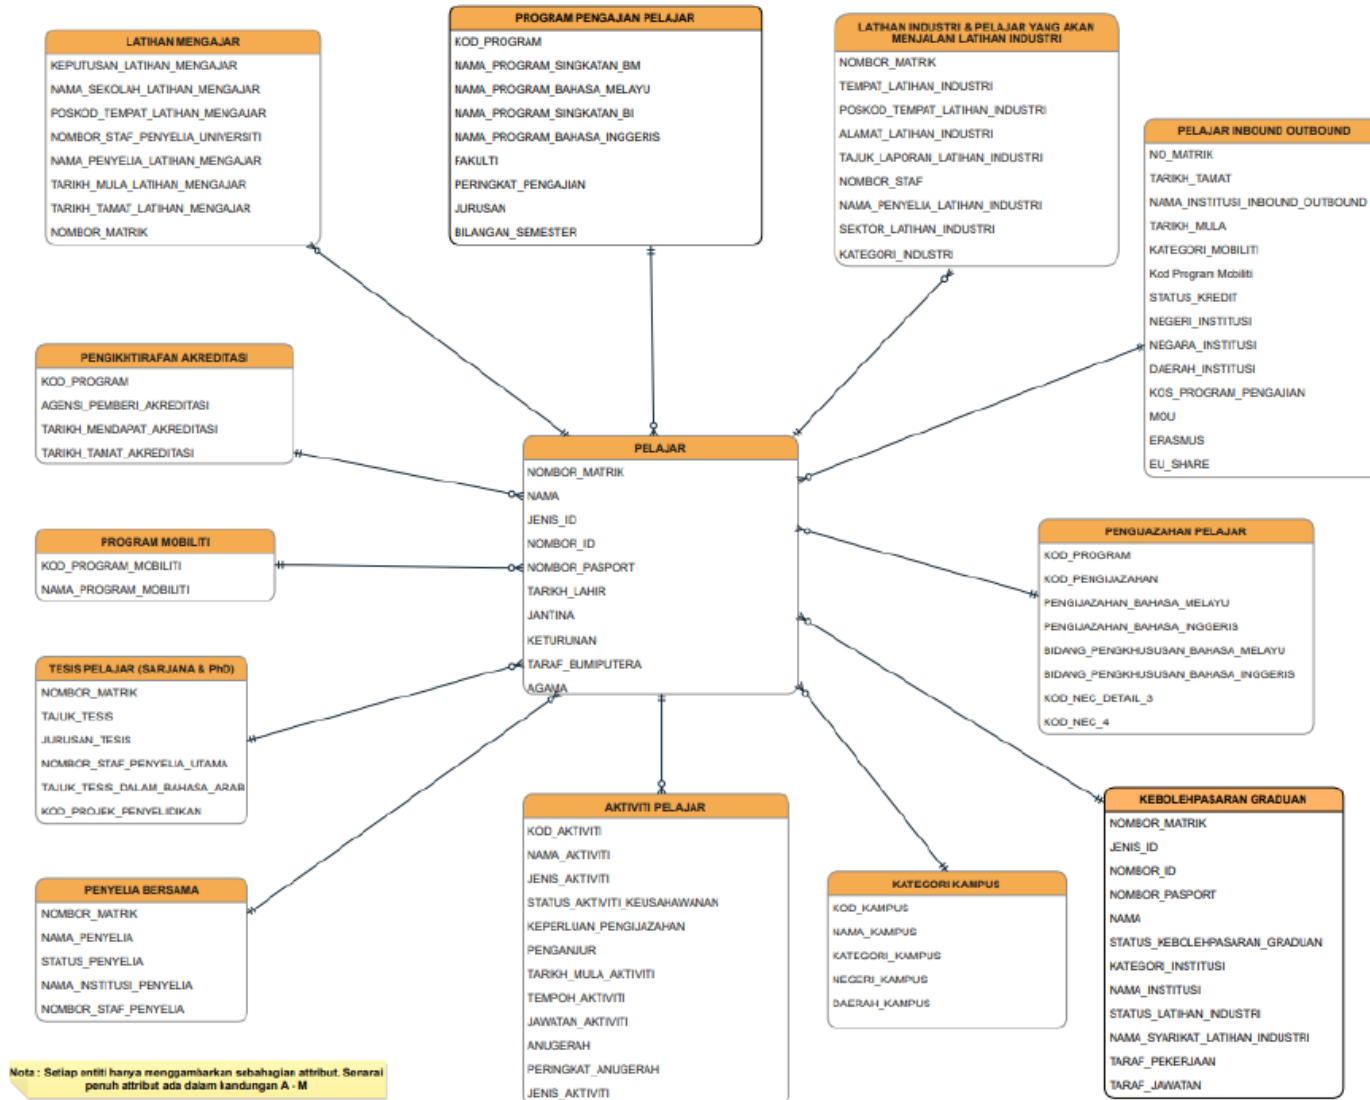 LATIHAN MENGAJAR
KEPUTUSAN_LATIHAN_MENGAJAR
NAMA_SEKOLAH_LATIHAN_MENGAJAR
POSKOD_TEMPAT_LATIHAN_MENGAJAR
NOMBOR_STAF_PENYELIA_UNIVERSITI
NAMA_PENYELIA_LATIHAN_MENGAJAR
TARIKH_MULA_LATIHAN_MENGAJAR
TARIKH_TAMAT_LATIHAN_MENGAJAR
NOMBOR_MATRIK
PROGRAM PENGAJIAN PELAJAR
KOD_PROGRAM
NAMA_PROGRAM_SINGKATAN_BM
NAMA_PROGRAM_BAHASA_MELAYU
NAMA_PROGRAM_SINGKATAN_BI
NAMA_PROGRAM_BAHASA_INGGERIS
FAKULTI
PERINGKAT_PENGAJIAN
JURUSAN
BILANGAN_SEMESTER
LATIHAN INDUSTRI & PELAJAR YANG AKAN
MENJALANI LATIHAN INDUSTRI
NOMBOR_MATRIK
TEMPAT_LATIHAN_INDUSTRI
POSKOD_TEMPAT_LATIHAN_INDUSTRI
ALAMAT_LATIHAN_INDUSTRI
TAJUK_LAPORAN_LATIHAN_INDUSTRI
NOMBOR_STAF
NAMA_PENYELIA_LATIHAN_INDUSTRI
SEKTOR_LATIHAN_INDUSTRI
KATEGORI_INDUSTRI
PELAJAR INBOUND OUTBOUND
NO_MATRIK
TARIKH_TAMAT
NAMA_INSTITUSI_INBOUND_OUTBOUND
TARIKH_MULA
KATEGORI_MOBILITI
Kod Program Mobiliti
STATUS_KREDIT
NEGERI_INSTITUSI
NEGARA_INSTITUSI
DAERAH_INSTITUSI
KOS_PROGRAM_PENGAJIAN
MOU
ERASMUS
EU_SHARE
PENGIKHTIRAFAN AKREDITASI
KOD_PROGRAM
AGENSI_PEMBERI_AKREDITASI
TARIKH_MENDAPAT_AKREDITASI
TARIKH_TAMAT_AKREDITASI
PELAJAR
NOMBOR_MATRIK
NAMA
JENIS_ID
NOMBOR_ID
NOMBOR_PASPORT
TARIKH_LAHIR
JANTINA
KETURUNAN
TARAF_BUMIPUTERA
AGAMA
PROGRAM MOBILITI
KOD_PROGRAM_MOBILITI
NAMA_PROGRAM_MOBILITI
PENGIJAZAHAN PELAJAR
KOD_PROGRAM
KOD_PENGIJAZAHAN
PENGIJAZAHAN_BAHASA_MELAYU
PENGIJAZAHAN_BAHASA_INGGERIS
BIDANG_PENGKHUSUSAN_BAHASA_MELAYU
BIDANG_PENGKHUSUSAN_BAHASA_INGGERIS
KOD_NEC_DETAIL_3
KOD_NEC_4
TESIS PELAJAR (SARJANA & PhD)
NOMBOR_MATRIK
TAJUK_TESIS
JURUSAN_TESIS
NOMBOR_STAF_PENYELIA_UTAMA
TAJUK_TESIS_DALAM_BAHASA_ARAB
KOD_PROJEK_PENYELIDIKAN
PENYELIA BERSAMA
NOMBOR_MATRIK
NAMA_PENYELIA
STATUS_PENYELIA
NAMA_INSTITUSI_PENYELIA
NOMBOR_STAF_PENYELIA
AKTIVITI PELAJAR
KOD_AKTIVITI
NAMA_AKTIVITI
JENIS_AKTIVITI
STATUS_AKTIVITI_KEUSAHAWANAN
KEPERLUAN_PENGIJAZAHAN
PENGANJUR
TARIKH_MULA_AKTIVITI
TEMPOH_AKTIVITI
JAWATAN_AKTIVITI
ANUGERAH
PERINGKAT_ANUGERAH
JENIS_AKTIVITI
KATEGORI KAMPUS
KOD_KAMPUS
NAMA_KAMPUS
KATEGORI_KAMPUS
NEGERI_KAMPUS
DAERAH_KAMPUS
KEBOLEHPASARAN GRADUAN
NOMBOR_MATRIK
JENIS_ID
NOMBOR_ID
NOMBOR_PASPORT
NAMA
STATUS_KEBOLEHPASARAN_GRADUAN
KATEGORI_INSTITUSI
NAMA_INSTITUSI
STATUS_LATIHAN_INDUSTRI
NAMA_SYARIKAT_LATIHAN_INDUSTRI
TARAF_PEKERJAAN
TARAF_JAWATAN
Nota : Setiap entiti hanya menggambarkan sebahagian attribut. Senarai
penuh attribut ada dalam kandungan A - M